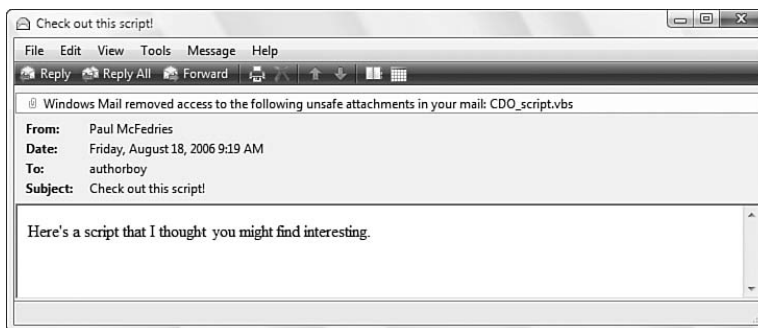 Check out this script!
File Edit View Tools Message Help
Reply Reply All Forward
Windows Mail removed access to the following unsafe attachments in your mail: CDO_script.vbs
From: Paul McFedries
Date: Friday, August 18, 2006 9:19 AM
To: authorboy
Subject: Check out this script!
Here's a script that I thought you might find interesting.